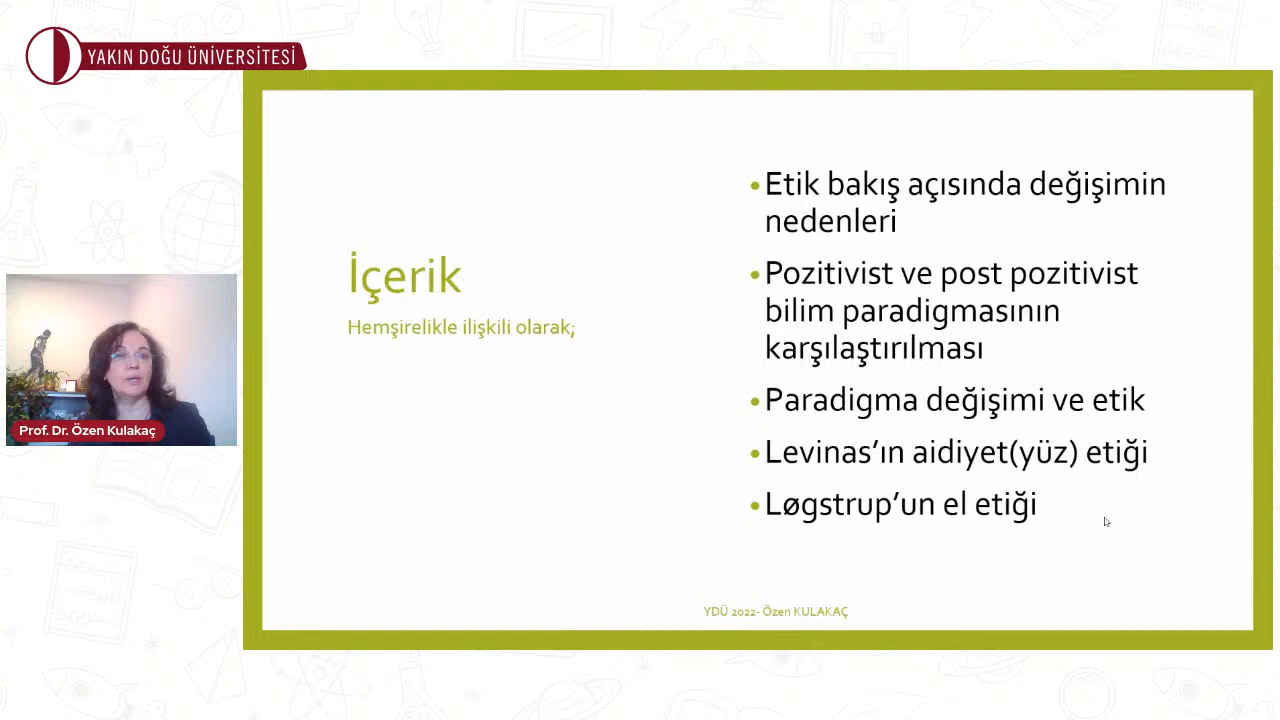 YAKIN DOĞU ÜNİVERSİTESİ
İçerik
Hemşirelikle ilişkili olarak;
•Etik bakış açısında değişimin
nedenleri
•Pozitivist ve post pozitivist
bilim paradigmasının
karşılaştırılması
•Paradigma değişimi ve etik
•Levinas’ın aidiyet(yüz) etiği
•Løgstrup’un el etiği
Prof. Dr. Özen Kulakaç
YDÜ 2022- Özen KULAKAÇ